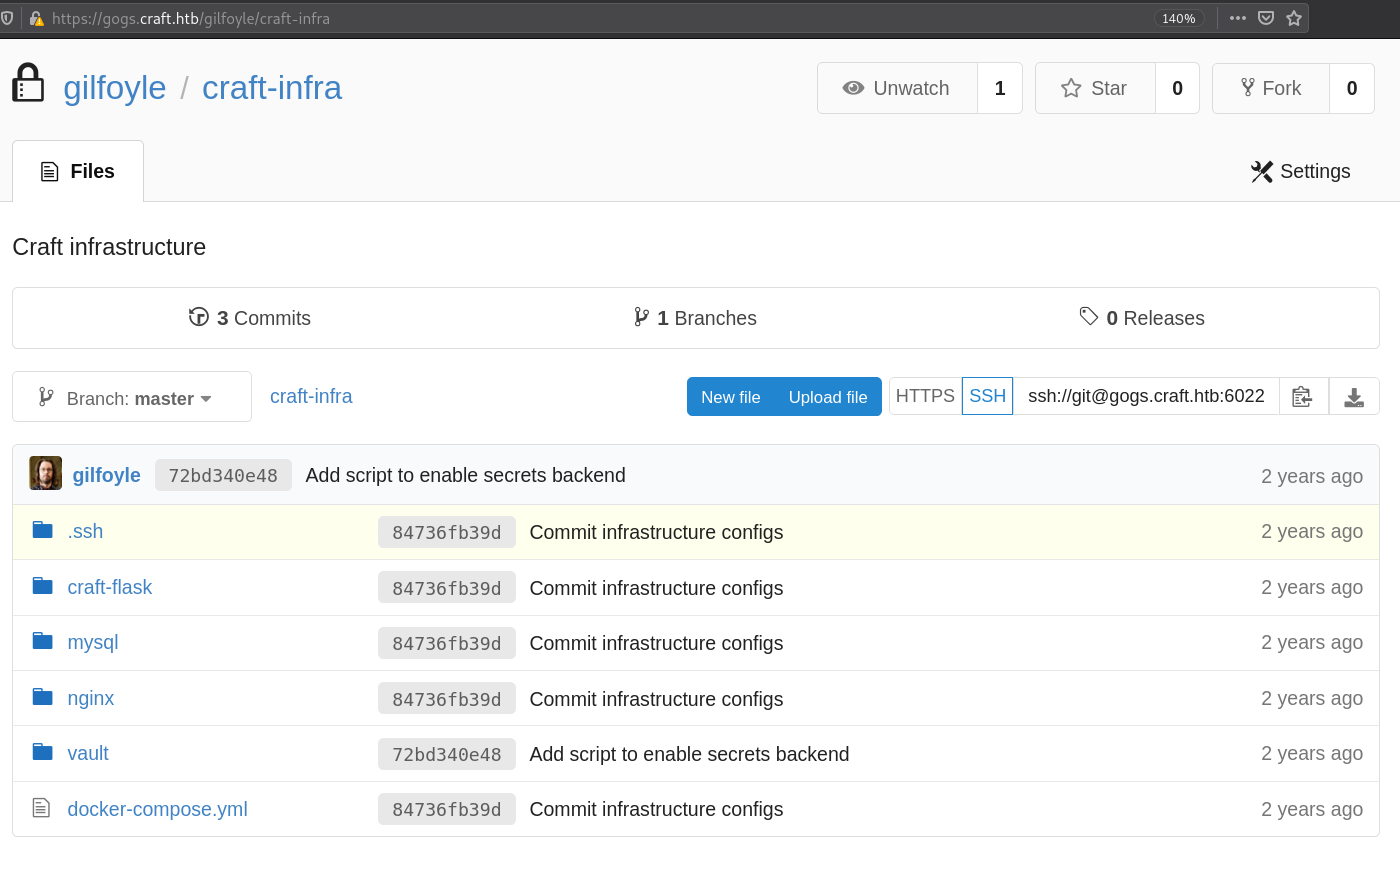 https://gogs.craft.htb/gilfoyle/craft-infra 140%
gilfoyle / craft-infra Unwatch 1 Star 0 Fork 0
Files Settings
Craft infrastructure
3 Commits 1 Branches 0 Releases
Branch: master craft-infra New file Upload file HTTPS SSH ssh://git@gogs.craft.htb:6022
gilfoyle 72bd340e48 Add script to enable secrets backend 2 years ago
.ssh 84736fb39d Commit infrastructure configs 2 years ago
craft-flask 84736fb39d Commit infrastructure configs 2 years ago
mysql 84736fb39d Commit infrastructure configs 2 years ago
nginx 84736fb39d Commit infrastructure configs 2 years ago
vault 72bd340e48 Add script to enable secrets backend 2 years ago
docker-compose.yml 84736fb39d Commit infrastructure configs 2 years ago